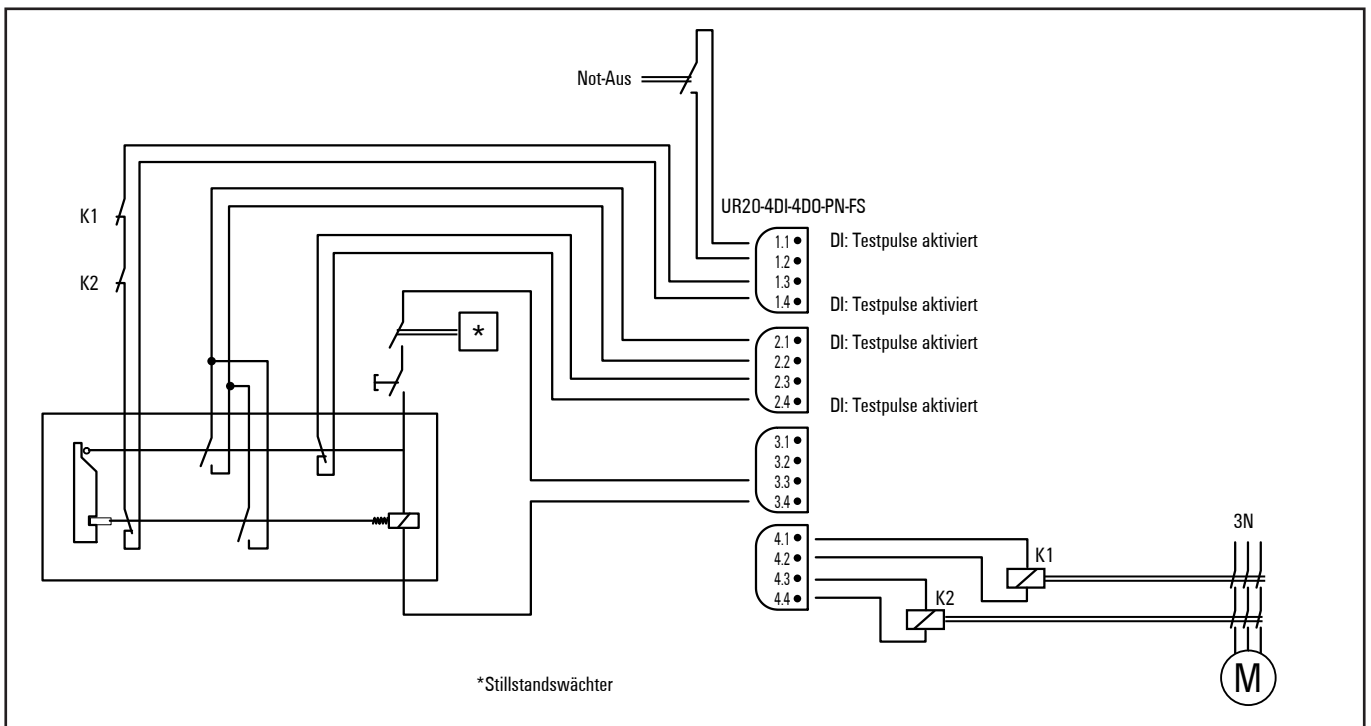 Not-Aus
UR20-4DI-4DO-PN-FS
K1
K2
1.1
DI: Testpulse aktiviert
1.2
1.3
1.4
DI: Testpulse aktiviert
*
2.1
DI: Testpulse aktiviert
2.2
2.3
2.4
DI: Testpulse aktiviert
3.1
3.2
3.3
3.4
4.1
4.2
4.3
4.4
K1
K2
3N
M
*Stillstandswächter